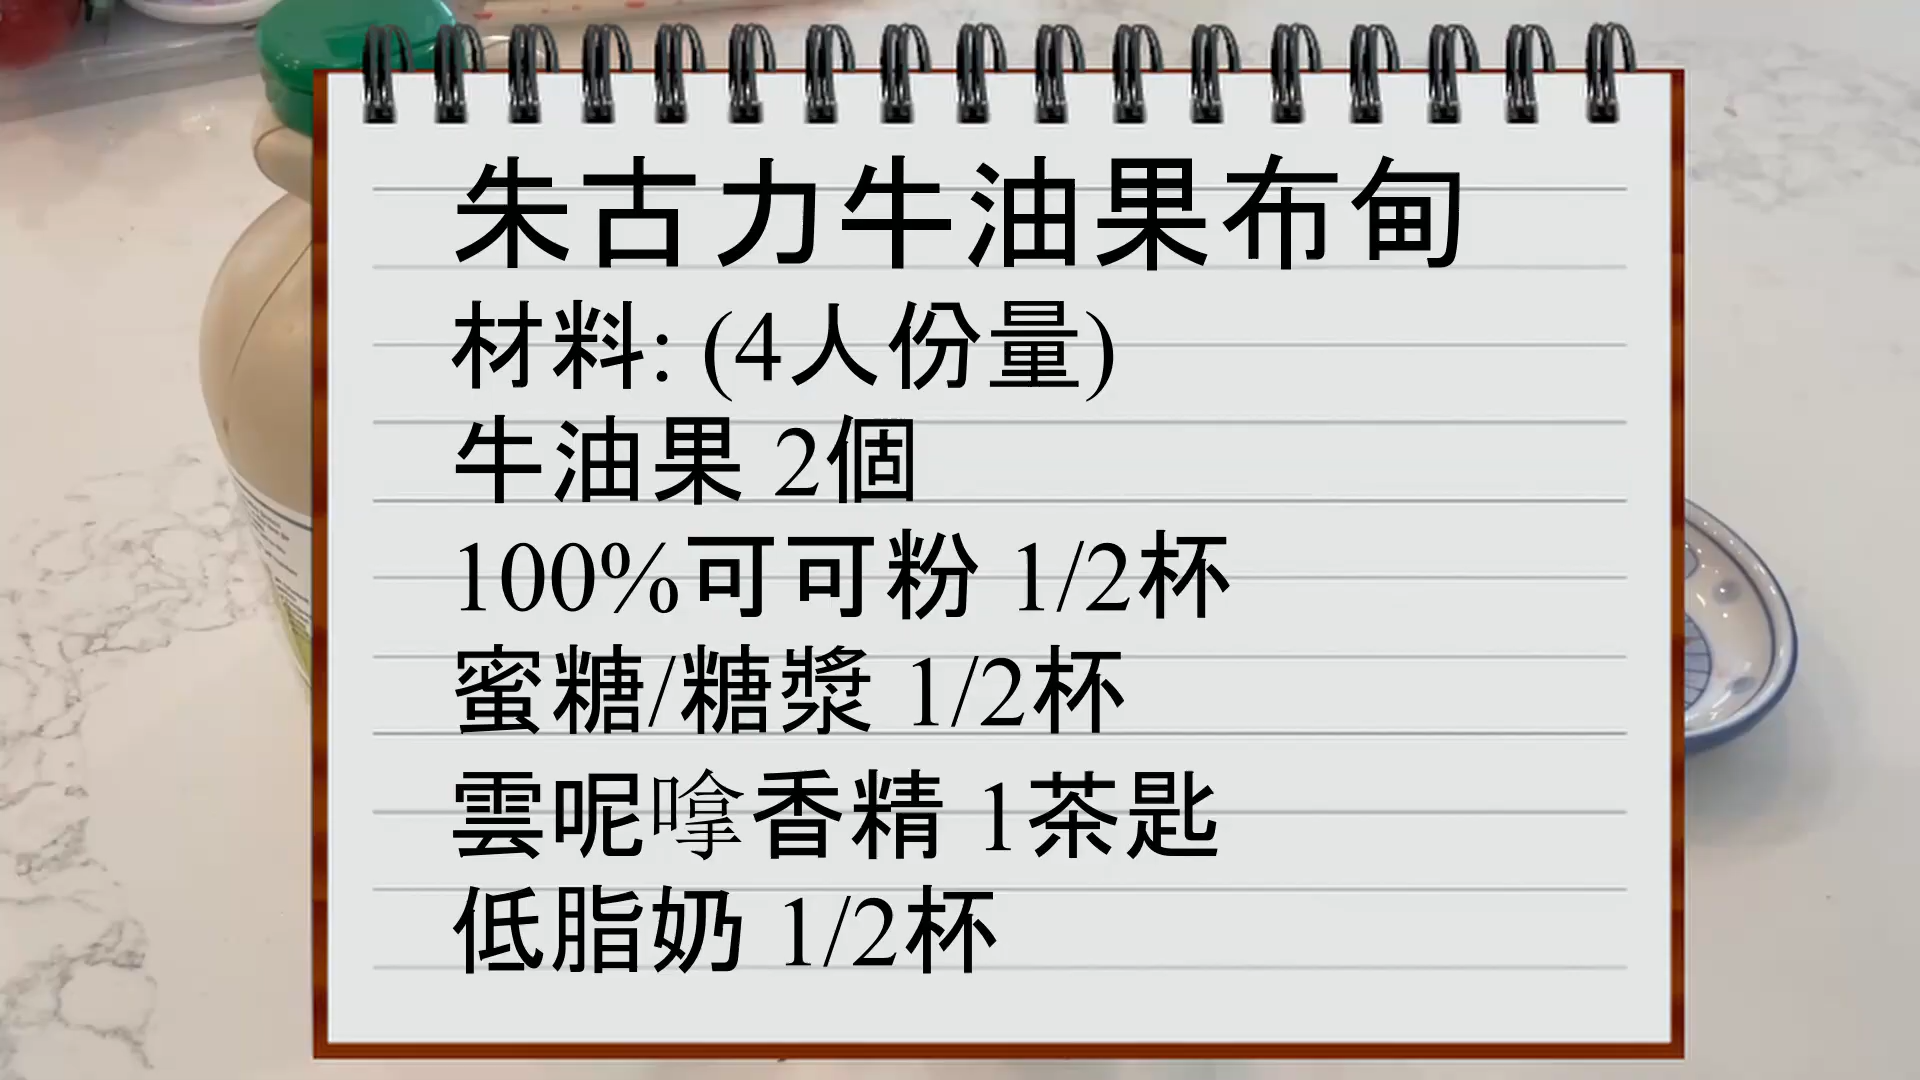 朱古力牛油果布甸
材料: (4人份量)
牛油果 2個
100%可可粉 1/2杯
蜜糖/糖漿 1/2杯
雲呢嗱香精 1茶匙
低脂奶 1/2杯